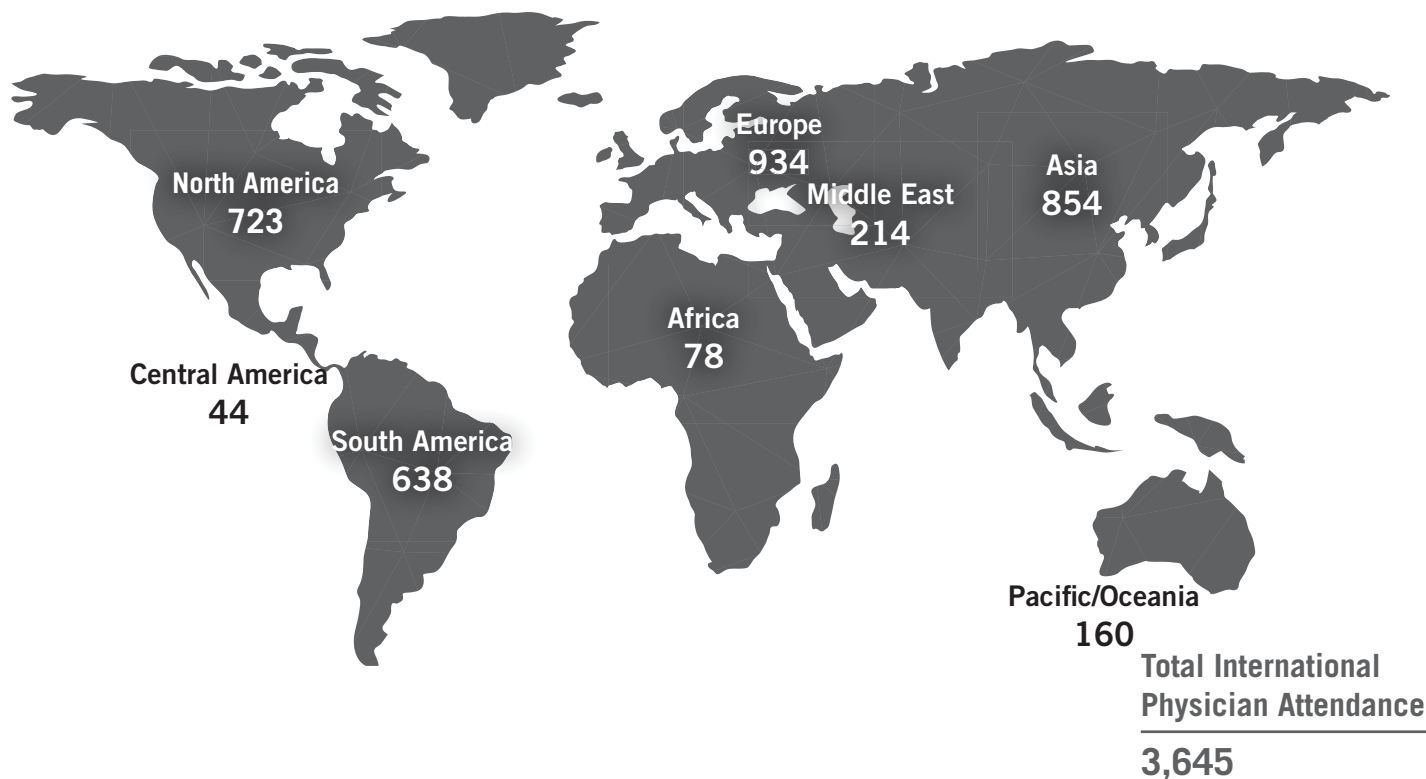 Europe
934
North America
723
Middle East
214
Asia
854
Africa
78
Central America
44
South America
638
Pacific/Oceania
160
Total International
Physician Attendance
3,645